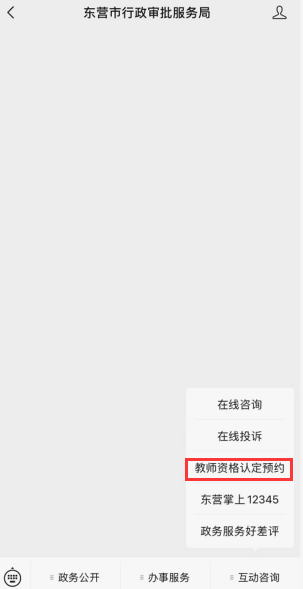 东营市行政审批服务局
在线咨询
在线投诉
教师资格认定预约
东营掌上12345
政务服务好差评
政务公开
办事服务
互动咨询